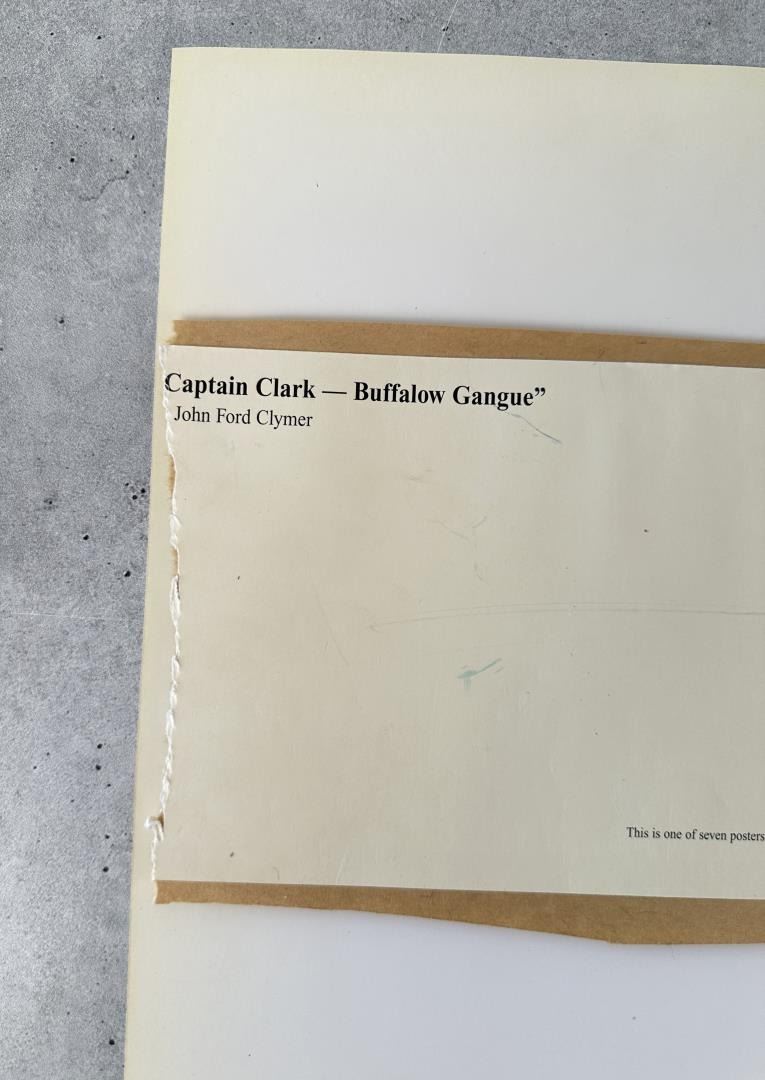 Captain Clark — Buffalow Gangue”
John Ford Clymer
This is one of seven posters